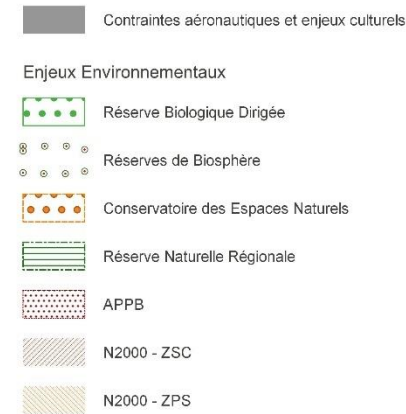 Contraintes aéronautiques et enjeux culturels
Enjeux Environnementaux
Réserve Biologique Dirigée
Réserves de Biosphère
Conservatoire des Espaces Naturels
Réserve Naturelle Régionale
APPB
N2000 - ZSC
N2000 - ZPS